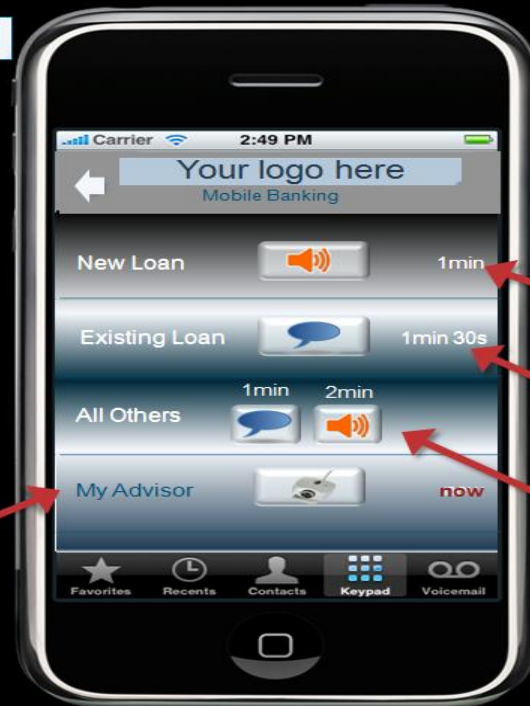 Carrier 2:49 PM
Your logo here
Mobile Banking
New Loan 1min
Existing Loan 1min 30s
1min 2min
All Others
My Advisor now
Favorites Recents Contacts Keypad Voicemail